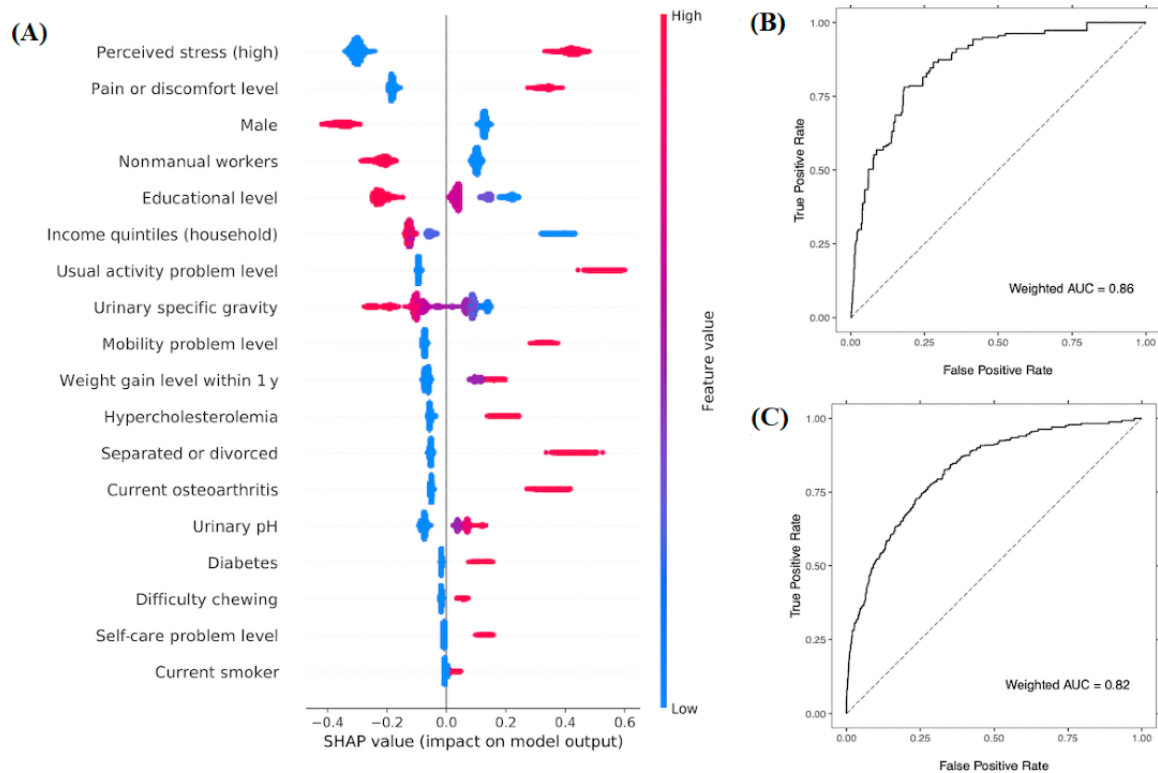 (A)
High
Perceived stress (high)
Pain or discomfort level
Male
Nonmanual workers
Educational level
Income quintiles (household)
Usual activity problem level
Urinary specific gravity
Mobility problem level
Weight gain level within 1 y
Hypercholesterolemia
Separated or divorced
Current osteoarthritis
Urinary pH
Diabetes
Difficulty chewing
Self-care problem level
Current smoker
Low
Feature value
−0.4 −0.2 0.0 0.2 0.4 0.6
SHAP value (impact on model output)
(B)
1.00
0.75
0.50
0.25
0.00
True Positive Rate
Weighted AUC = 0.86
0.00 0.25 0.50 0.75 1.00
False Positive Rate
(C)
1.00
0.75
0.50
0.25
0.00
True Positive Rate
Weighted AUC = 0.82
0.00 0.25 0.50 0.75 1.00
False Positive Rate